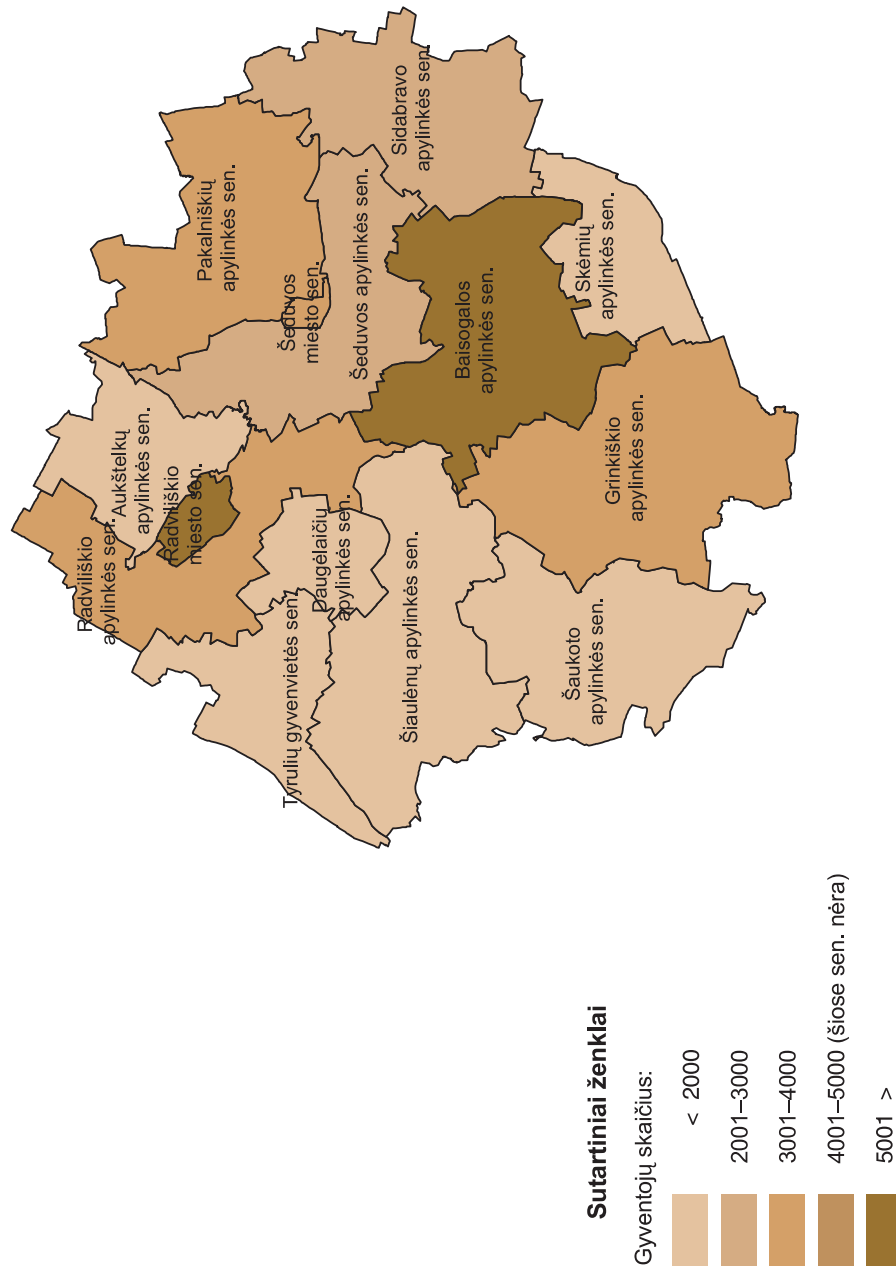 Radviliškio
apylinkės sen.
Aukštelkų
apylinkės sen.
Radviliškio
miesto sen.
Pakalniškių
apylinkės sen.
Šeduvos
miesto sen.
Šeduvos apylinkės sen.
Sidabravo
apylinkės sen.
Tyrulių gyvenvietės sen.
Daugėlaičių
apylinkės sen.
Šiaulėnų apylinkės sen.
Baisogalos
apylinkės sen.
Skėmių
apylinkės sen.
Šaukoto
apylinkės sen.
Grinkiškio
apylinkės sen.
Sutartiniai ženklai
Gyventojų skaičius:
< 2000
2001–3000
3001–4000
4001–5000 (šiose sen. nėra)
5001 >